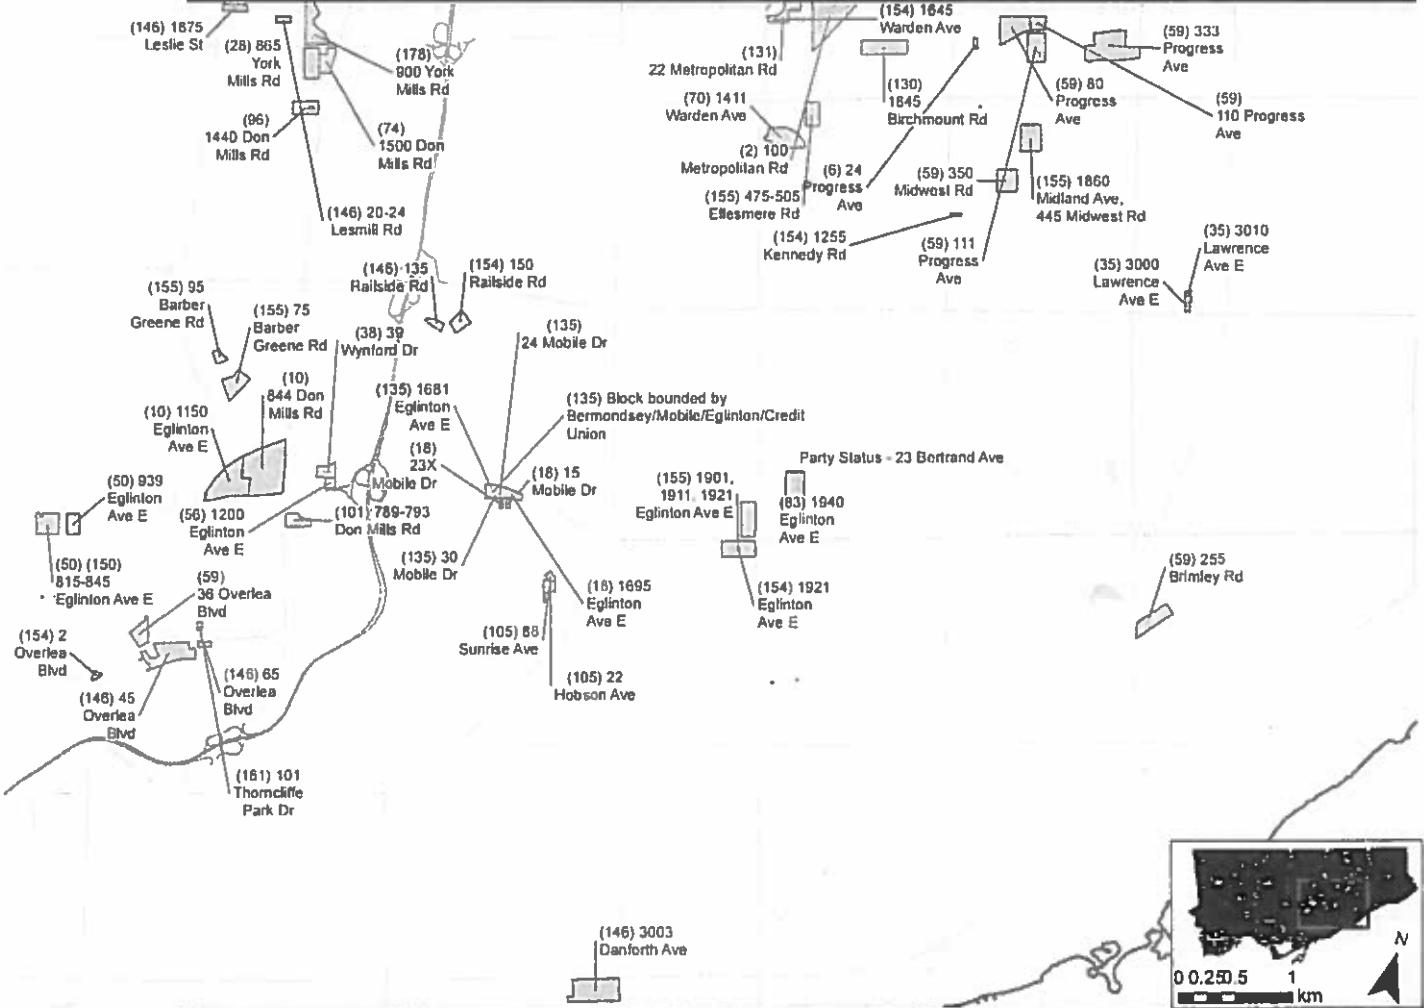 (146) 1875
Leslie St
(28) 865
York
Mills Rd
(178)
900 York
Mills Rd
(96)
1440 Don
Mills Rd
(74)
1500 Don
Mills Rd
(146) 20-24
Lesmill Rd
(154) 1645
Warden Ave
(131)
22 Metropolitan Rd
(70) 1411
Warden Ave
(130)
1845
Birchmount Rd
(2) 100
Metropolitan Rd
(6) 24
Progress
Ave
(155) 475-505
Ellesmere Rd
(154) 1255
Kennedy Rd
(59) 333
Progress
Ave
(59) 80
Progress
Ave
(59)
110 Progress
Ave
(59) 350
Midwest Rd
(155) 1860
Midland Ave,
445 Midwest Rd
(59) 111
Progress
Ave
(35) 3010
Lawrence
Ave E
(35) 3000
Lawrence
Ave E
(146) 135
Railside Rd
(154) 150
Railside Rd
(155) 95
Barber
Greene Rd
(155) 75
Barber
Greene Rd
(38) 39
Wynford Dr
(135)
24 Mobile Dr
(10)
844 Don
Mills Rd
(10) 1150
Eglinton
Ave E
(135) 1681
Eglinton
Ave E
(135) Block bounded by
Bermondsey/Mobile/Eglinton/Credit
Union
(18)
23X
Mobile Dr
(18) 15
Mobile Dr
Party Status - 23 Bertrand Ave
(155) 1901,
1911, 1921
Eglinton Ave E
(83) 1940
Eglinton
Ave E
(50) 939
Eglinton
Ave E
(56) 1200
Eglinton
Ave E
(101) 789-793
Don Mills Rd
(135) 30
Mobile Dr
(50) (150)
815-845
Eglinton Ave E
(59)
36 Overlea
Blvd
(18) 1695
Eglinton
Ave E
(154) 1921
Eglinton
Ave E
(59) 255
Brimley Rd
(154) 2
Overlea
Blvd
(105) 68
Sunrise Ave
(105) 22
Hobson Ave
(146) 65
Overlea
Blvd
(146) 45
Overlea
Blvd
(161) 101
Thorncliffe
Park Dr
(146) 3003
Danforth Ave
N
0 0.25 0.5 1
km